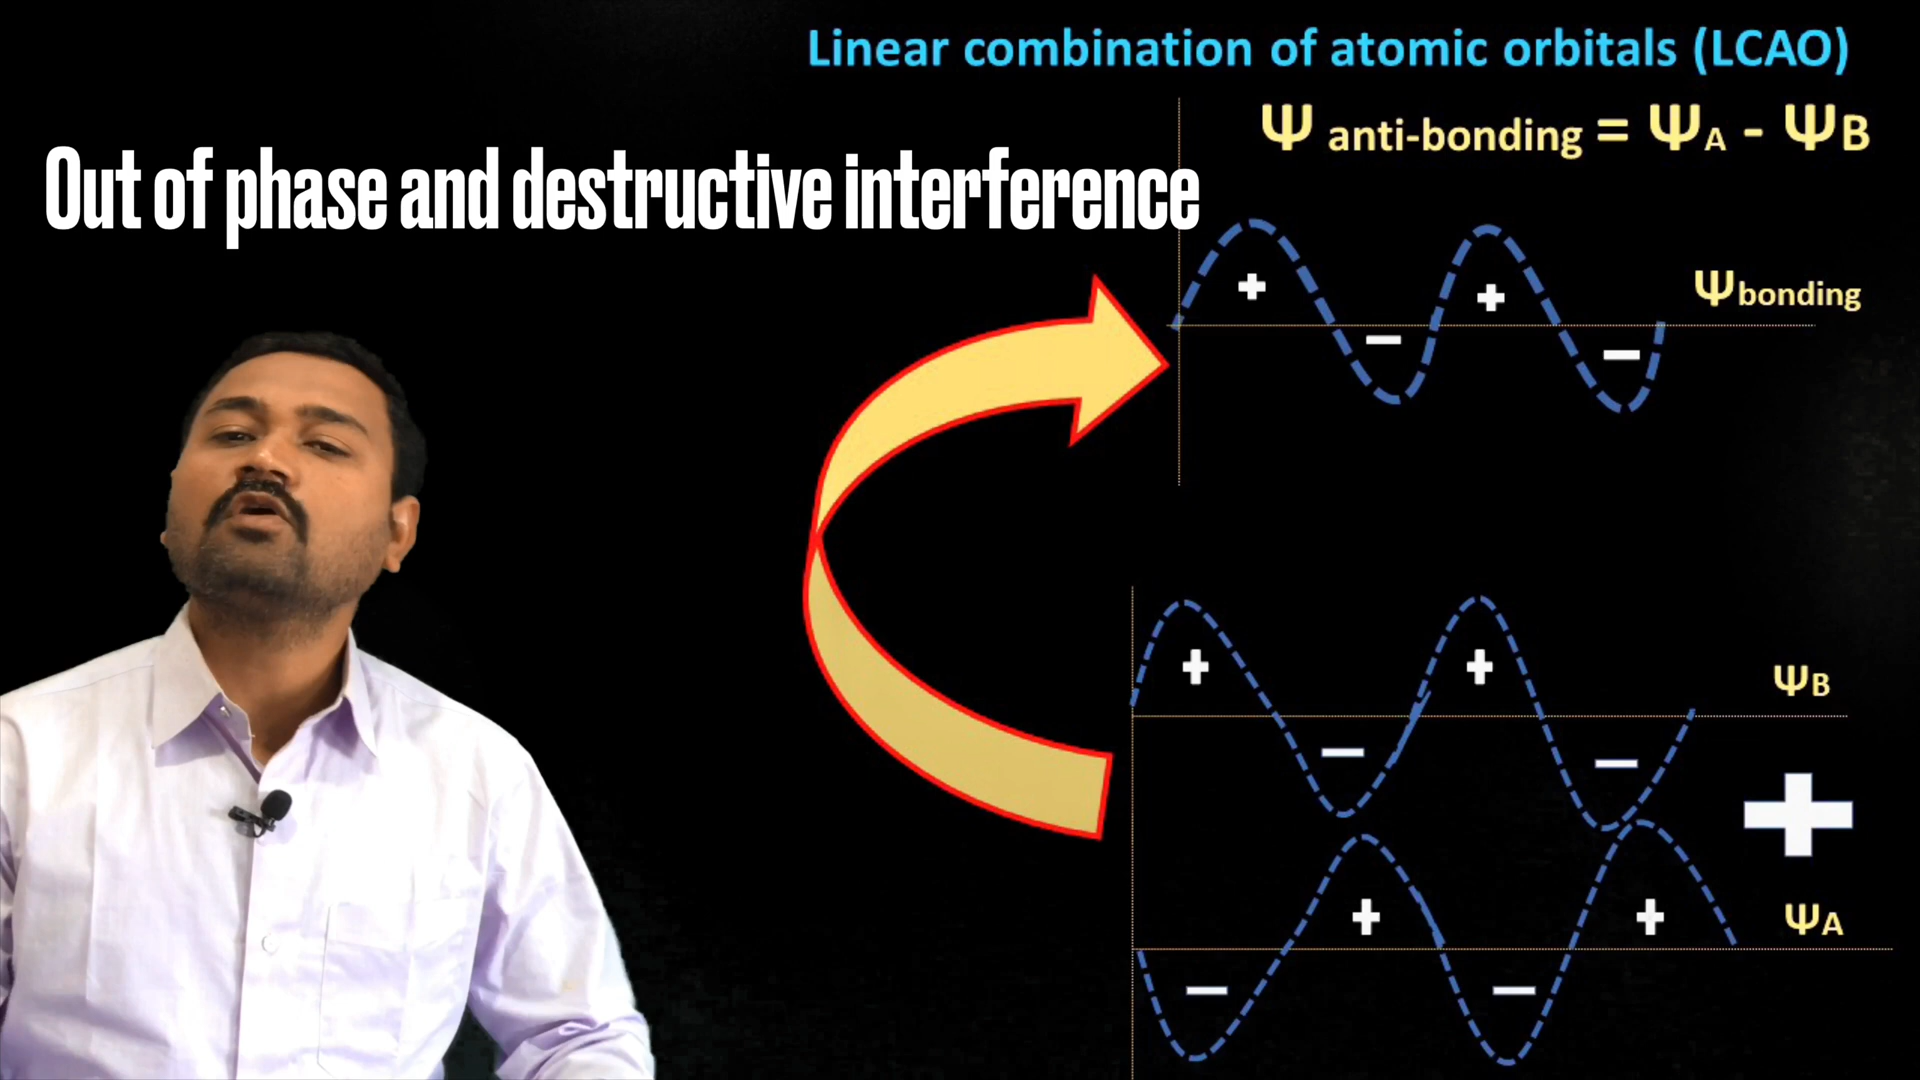 Linear combination of atomic orbitals (LCAO)
Ψ anti-bonding = ΨA - ΨB
Out of phase and destructive interference
+ +
Ψbonding
− −
+ +
ΨB
− −
+
+ +
ΨA
− −